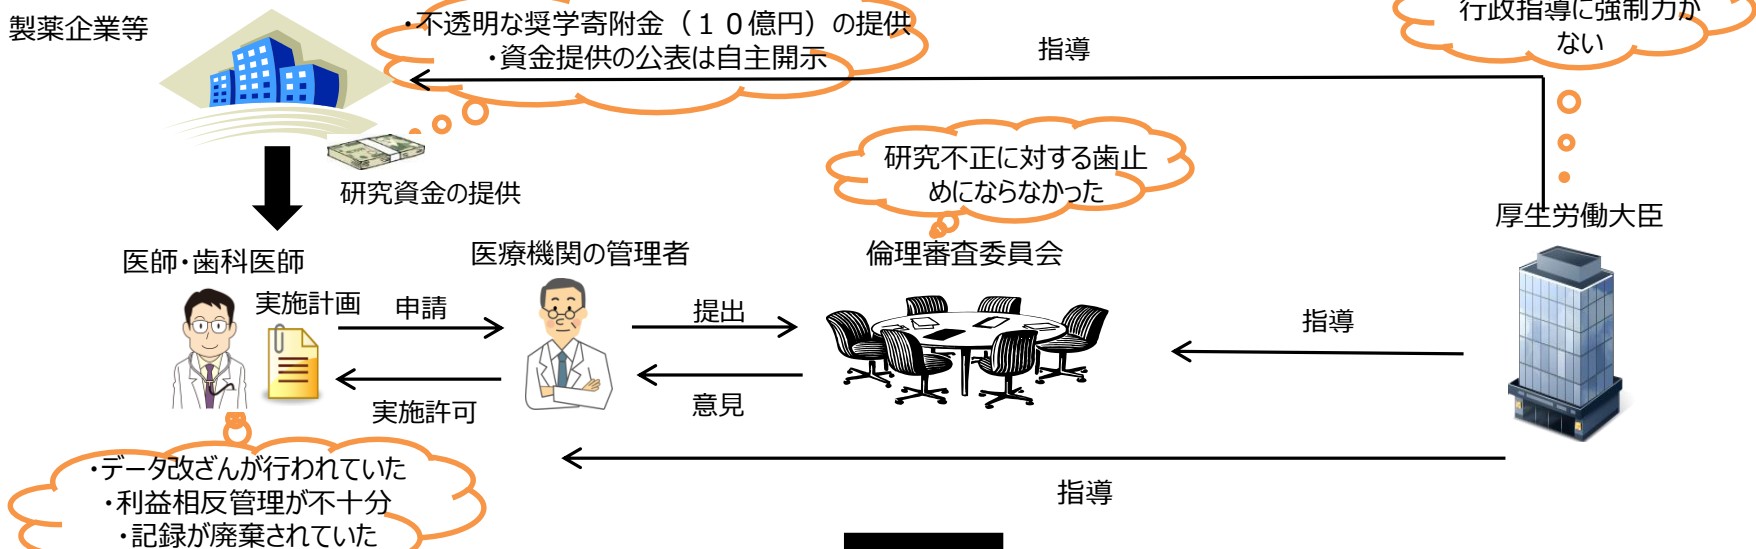 製薬企業等
・不透明な奨学寄附金（１０億円）の提供
・資金提供の公表は自主開示
指導
行政指導に強制力が
ない
研究資金の提供
研究不正に対する歯止
めにならなかった
厚生労働大臣
医師・歯科医師
医療機関の管理者
倫理審査委員会
実施計画
申請
提出
指導
実施許可
意見
・データ改ざんが行われていた
・利益相反管理が不十分
・記録が廃棄されていた
指導